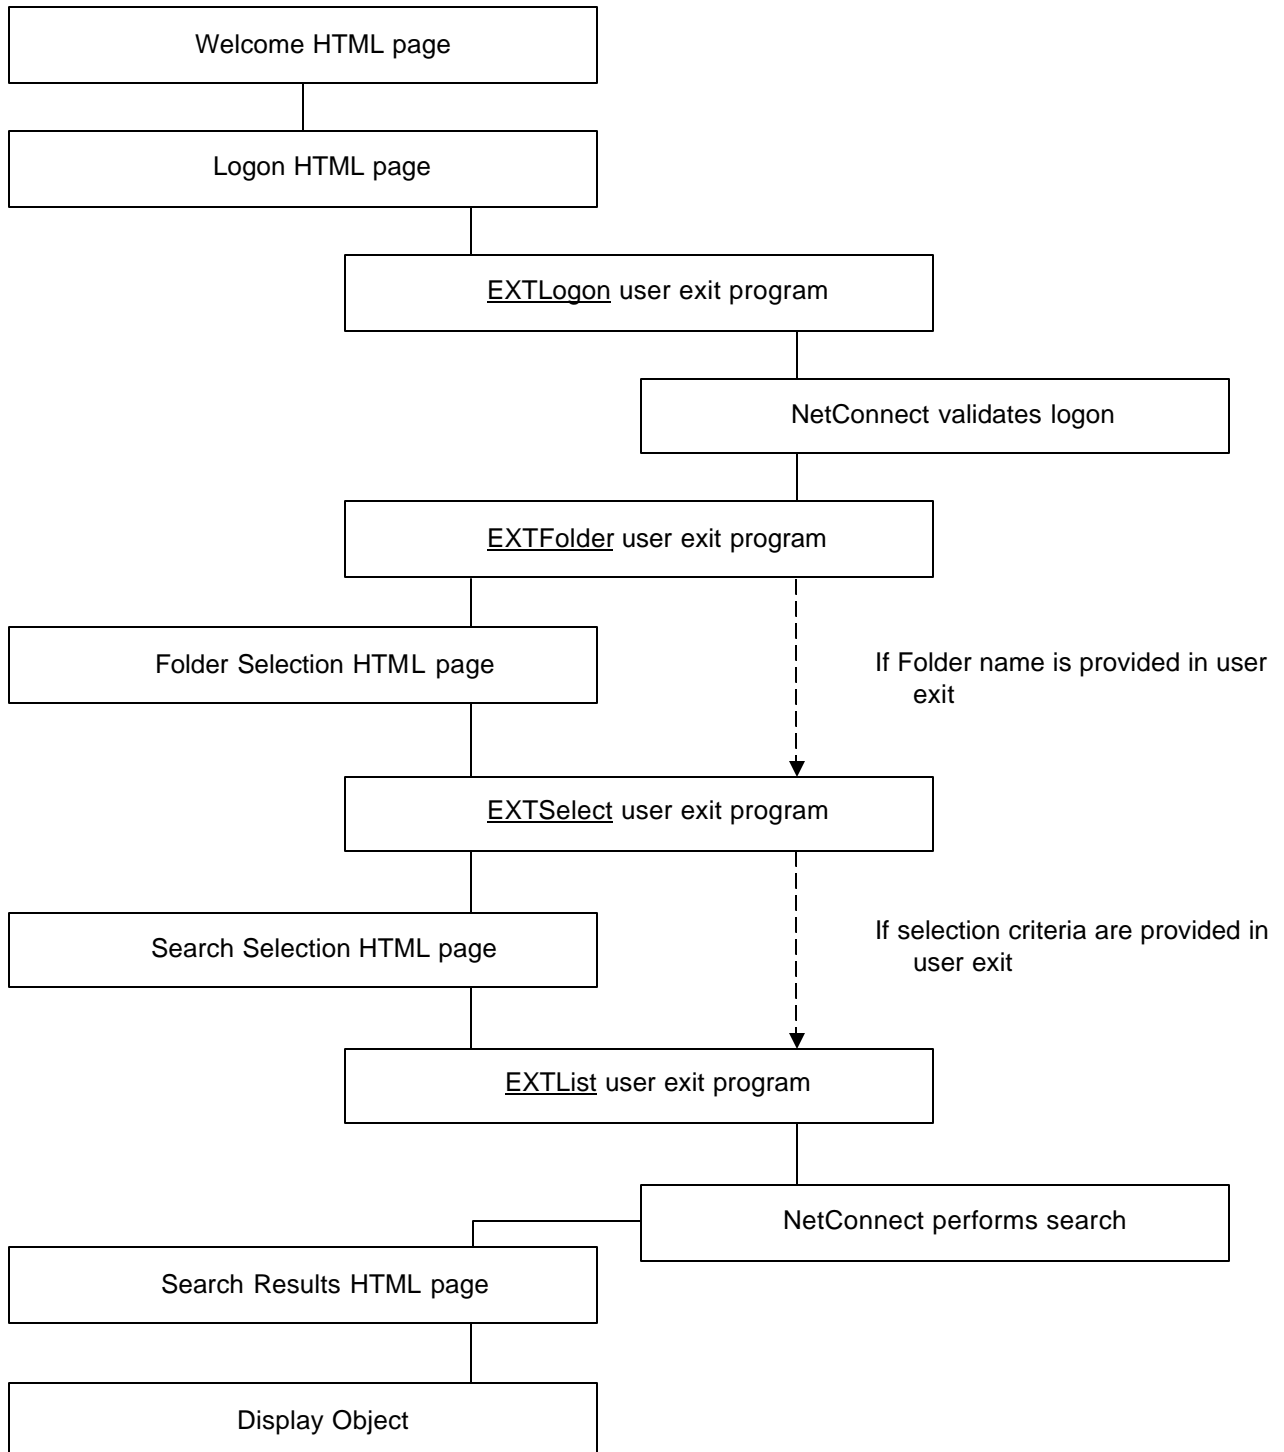 Welcome HTML page
Logon HTML page
EXTLogon user exit program
NetConnect validates logon
EXTFolder user exit program
Folder Selection HTML page
If Folder name is provided in user
exit
EXTSelect user exit program
Search Selection HTML page
If selection criteria are provided in
user exit
EXTList user exit program
NetConnect performs search
Search Results HTML page
Display Object